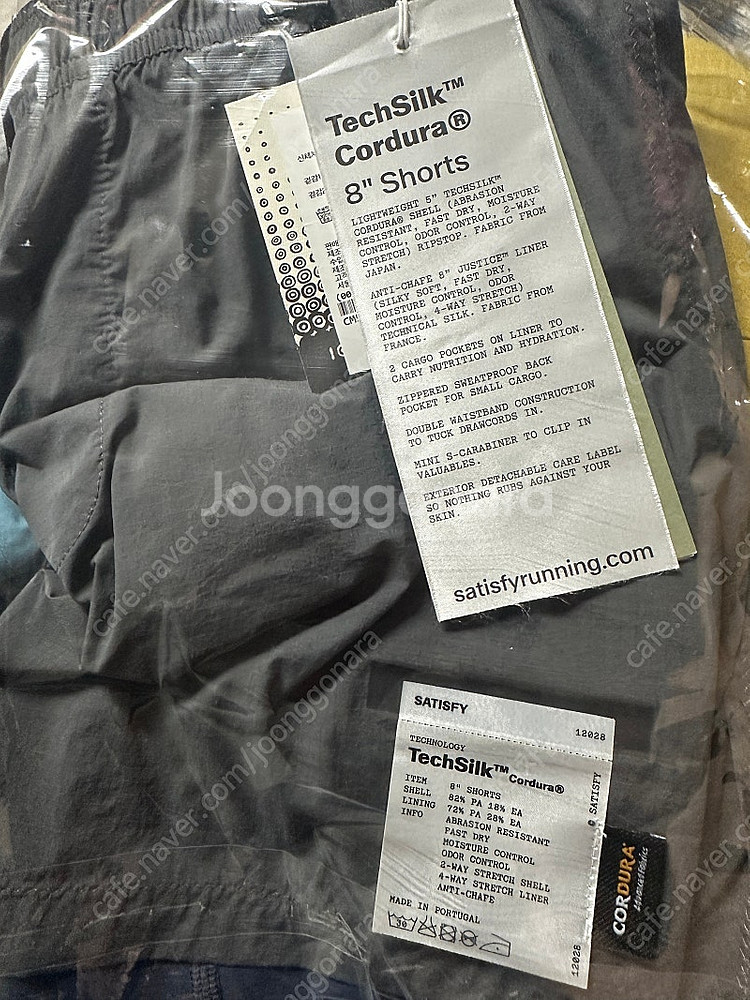 TechSilk™
Cordura®
8" Shorts
LIGHTWEIGHT 5" TECHSILK™
CORDURA® SHELL (ABRASION
RESISTANT, FAST DRY, MOISTURE
CONTROL, ODOR CONTROL, 2-WAY
STRETCH) RIPSTOP. FABRIC FROM
JAPAN.
ANTI-CHAFE 8" JUSTICE™ LINER
(SILKY SOFT, FAST DRY,
MOISTURE CONTROL, ODOR
CONTROL, 4-WAY STRETCH)
TECHNICAL SILK. FABRIC FROM
FRANCE.
2 CARGO POCKETS ON LINER TO
CARRY NUTRITION AND HYDRATION.
ZIPPERED SWEATPROOF BACK
POCKET FOR SMALL CARGO.
DOUBLE WAISTBAND CONSTRUCTION
TO TUCK DRAWCORDS IN.
MINI S-CARABINER TO CLIP IN
VALUABLES.
EXTERIOR DETACHABLE CARE LABEL
SO NOTHING RUBS AGAINST YOUR
SKIN.
satisfyrunning.com
Joonggonara
cafe.naver.com/joonggonara
SATISFY
12028
TECHNOLOGY
TechSilk™ Cordura®
ITEM 8" SHORTS
SHELL 82% PA 18% EA
LINING 72% PA 28% EA
INFO ABRASION RESISTANT
FAST DRY
MOISTURE CONTROL
ODOR CONTROL
2-WAY STRETCH SHELL
4-WAY STRETCH LINER
ANTI-CHAFE
MADE IN PORTUGAL
30
© SATISFY
12028
CORDURA